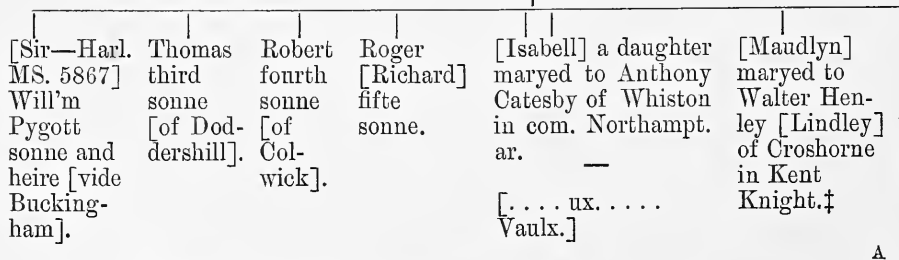 [Sir—Harl.
MS. 5867]
Will'm
Pygott
sonne and
heire [vide
Bucking-
ham].
Thomas
third
sonne
[of Dod-
dershill].
Robert
fourth
sonne
[of
Col-
wick].
Roger
[Richard]
fifte
sonne.
[Isabell] a daughter
maryed to Anthony
Catesby of Whiston
in com. Northampt.
ar.
—
[. . . . ux. . . . .
Vaulx.]
[Maudlyn]
maryed to
Walter Hen-
ley [Lindley]
of Croshorne
in Kent
Knight.‡
A